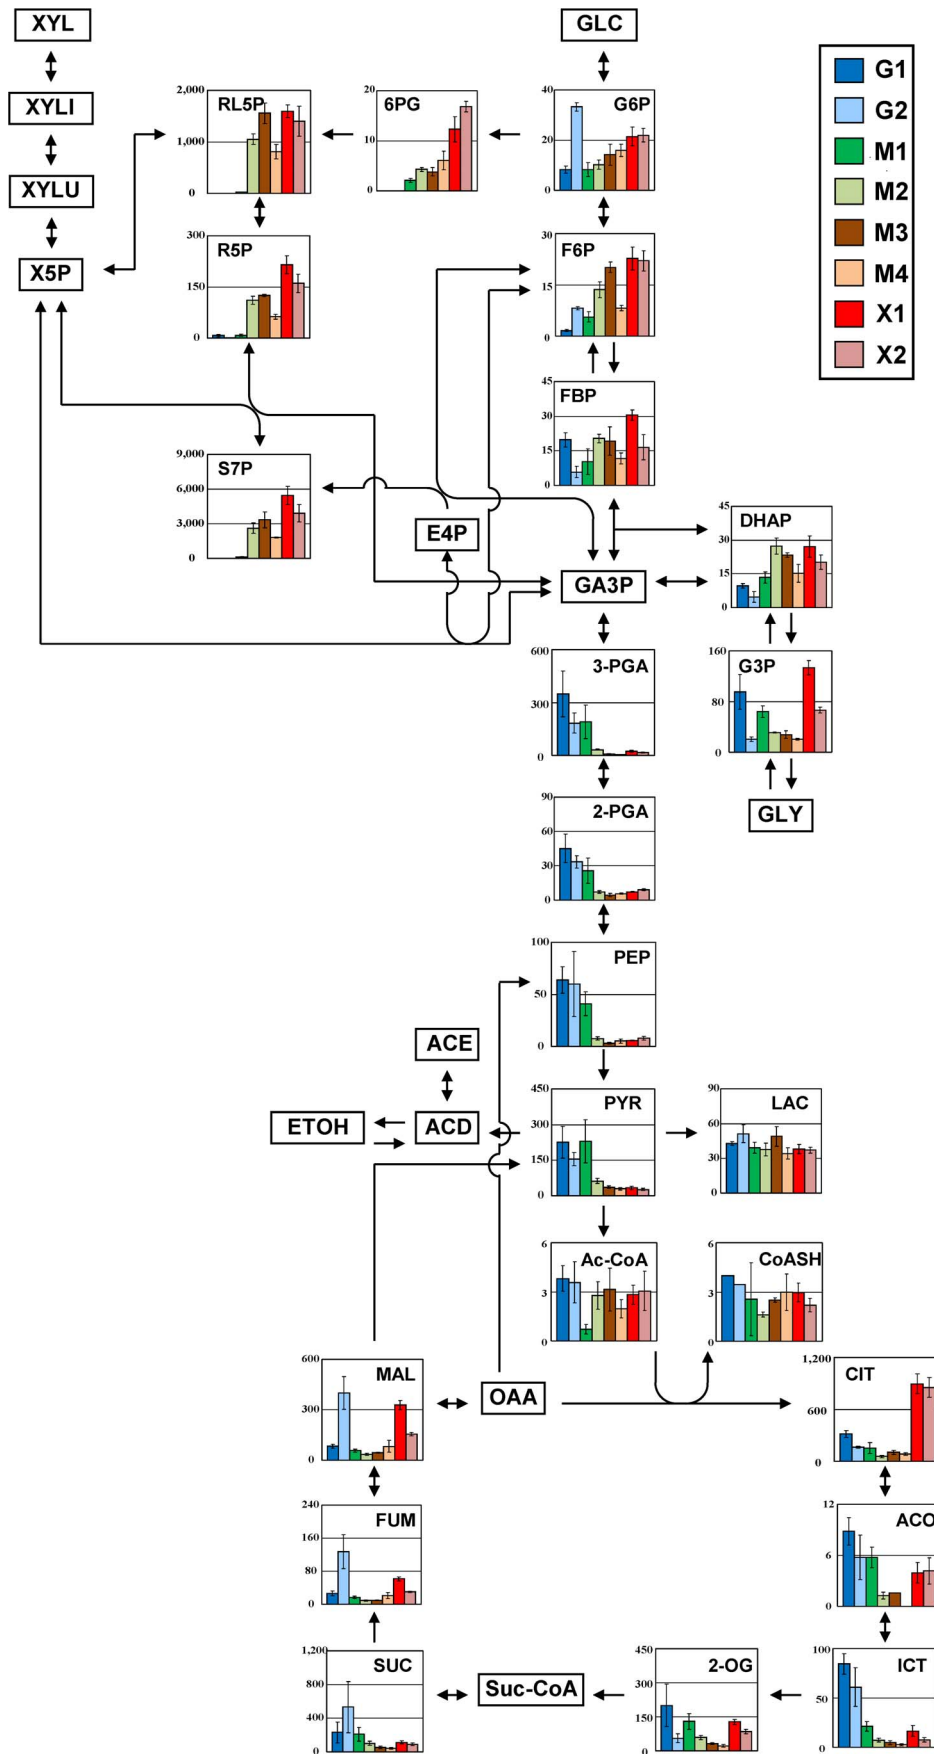 XYL
GLC
G1
G2
M1
M2
M3
M4
X1
X2
XYLI
XYLU
X5P
RL5P
2,000
1,000
0
6PG
20
10
0
G6P
40
20
0
R5P
300
150
0
F6P
30
15
0
FBP
45
30
15
0
S7P
9,000
6,000
3,000
0
E4P
GA3P
DHAP
45
30
15
0
3-PGA
600
300
0
G3P
160
80
0
GLY
2-PGA
90
60
30
0
PEP
100
50
0
ACE
ETOH
ACD
PYR
450
300
150
0
LAC
90
60
30
0
Ac-CoA
6
3
0
CoASH
6
3
0
MAL
600
300
0
OAA
CIT
1,200
600
0
FUM
240
160
80
0
ACO
12
6
0
SUC
1,200
800
400
0
Suc-CoA
2-OG
450
300
150
0
ICT
100
50
0